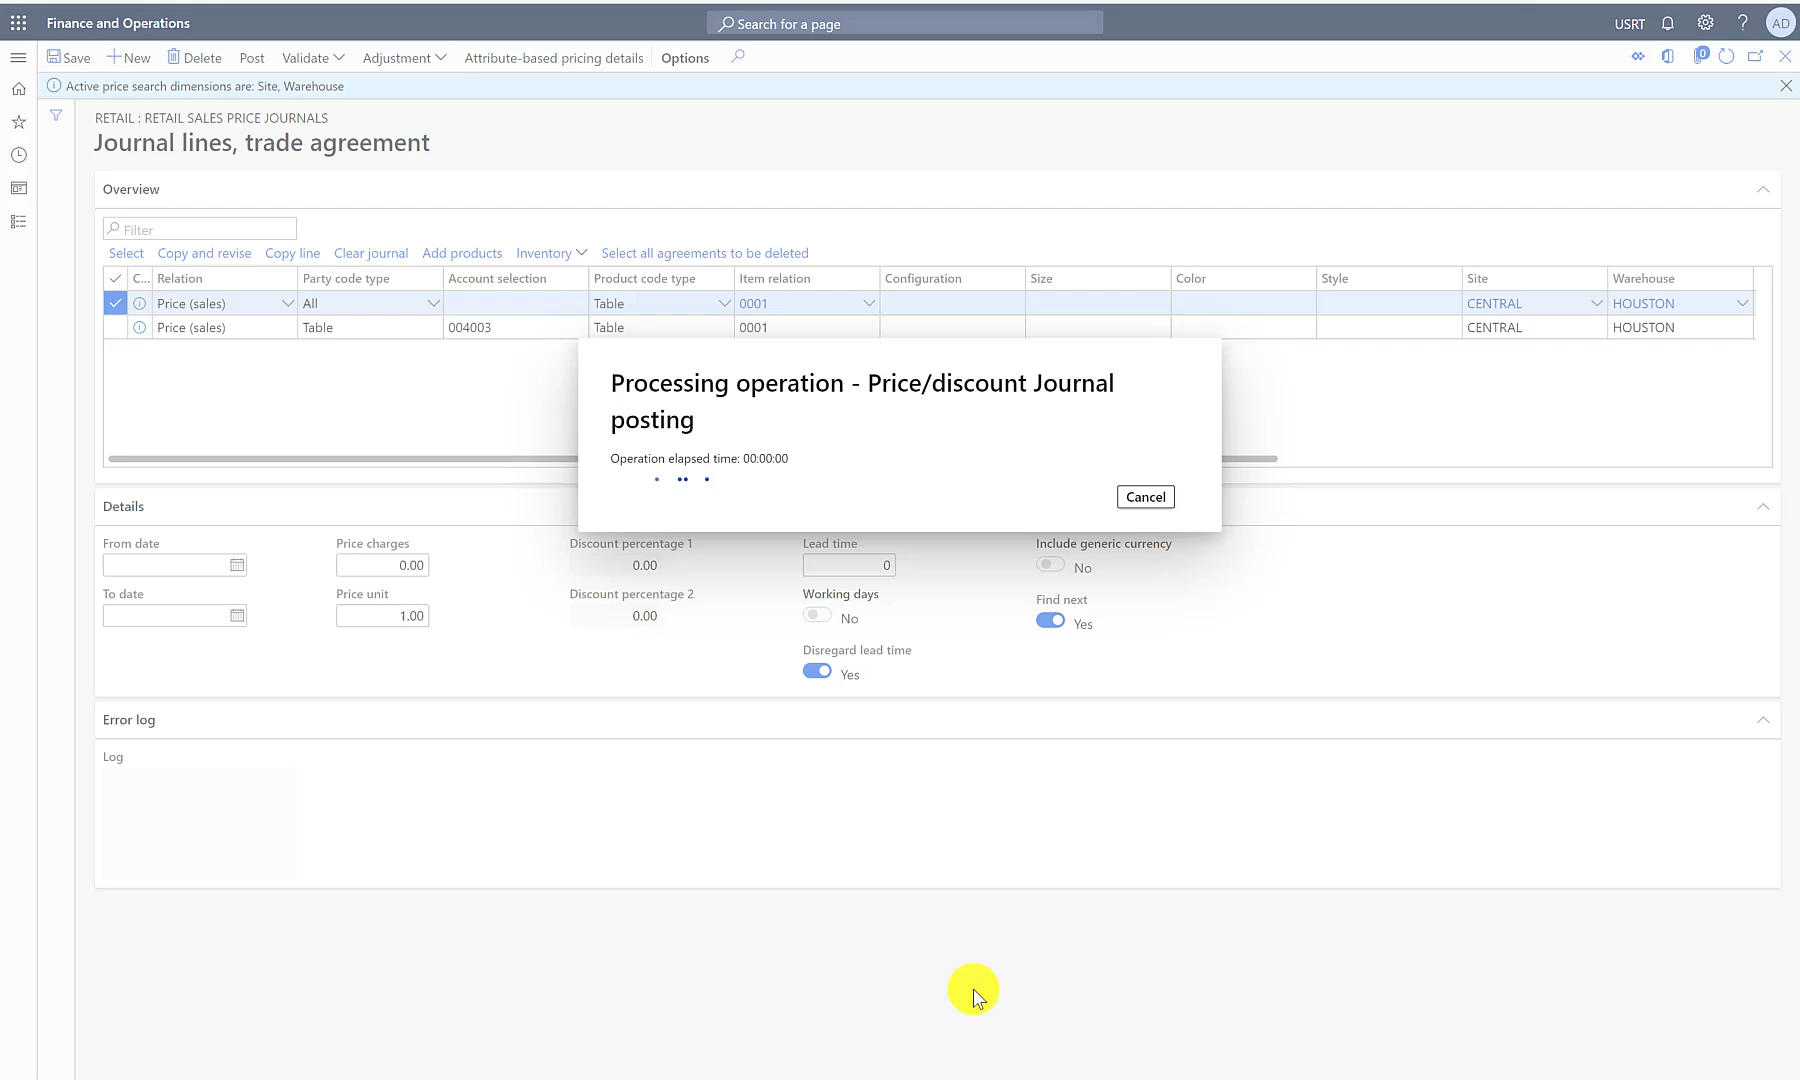 Finance and Operations
Search for a page
USRT
AD
Save
New
Delete
Post
Validate
Adjustment
Attribute-based pricing details
Options
0
Active price search dimensions are: Site, Warehouse
RETAIL : RETAIL SALES PRICE JOURNALS
Journal lines, trade agreement
Overview
Filter
Select
Copy and revise
Copy line
Clear journal
Add products
Inventory
Select all agreements to be deleted
C... Relation Party code type Account selection Product code type Item relation Configuration Size Color Style Site Warehouse
Price (sales) All Table 0001 CENTRAL HOUSTON
Price (sales) Table 004003 Table 0001 CENTRAL HOUSTON
Processing operation - Price/discount Journal
posting
Operation elapsed time: 00:00:00
Cancel
Details
From date
To date
Price charges
0.00
Price unit
1.00
Discount percentage 1
0.00
Discount percentage 2
0.00
Lead time
0
Working days
No
Disregard lead time
Yes
Include generic currency
No
Find next
Yes
Error log
Log